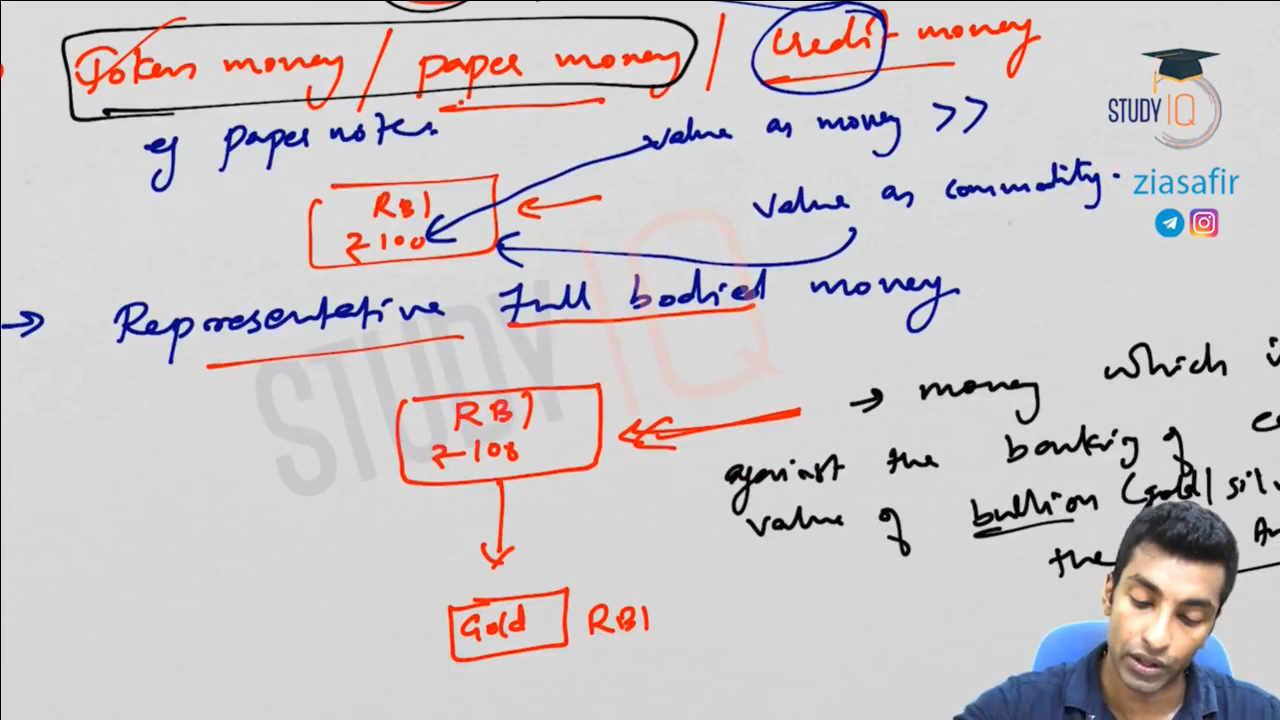 Token money / paper money / Credit money
STUDY IQ
eg paper notes
value as money >>
ziasafir
value as commodity.
RBI
₹100
→ Representative Full bodied money
STUDY IQ
RBI
₹100
→ money which
against the backing of
value of bullion (gold/
the
Gold RBI